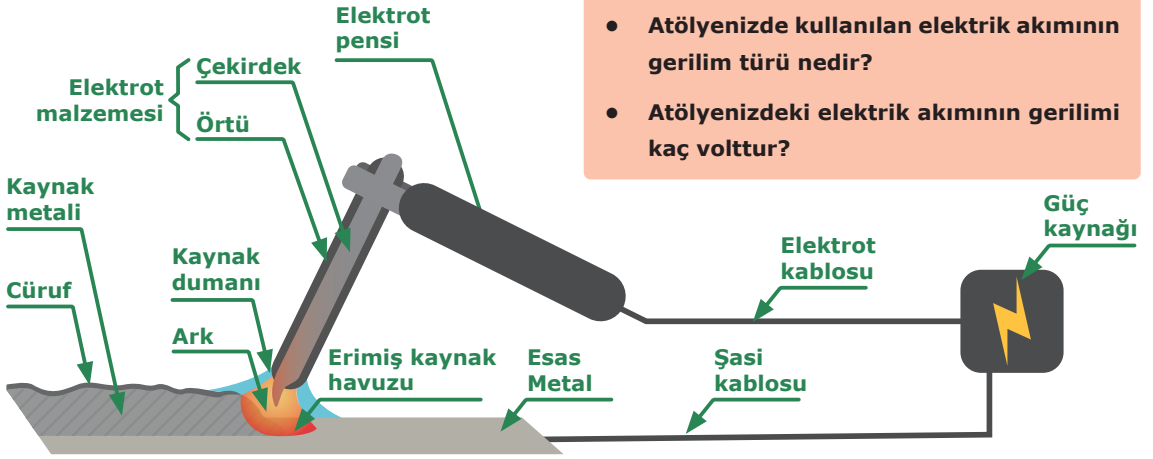 Elektrot
pensi
Çekirdek
Elektrot
malzemesi
Örtü
● Atölyenizde kullanılan elektrik akımının
gerilim türü nedir?
● Atölyenizdeki elektrik akımının gerilimi
kaç volttur?
Kaynak
metali
Cüruf
Kaynak
dumanı
Ark
Erimiş kaynak
havuzu
Esas
Metal
Elektrot
kablosu
Şasi
kablosu
Güç
kaynağı